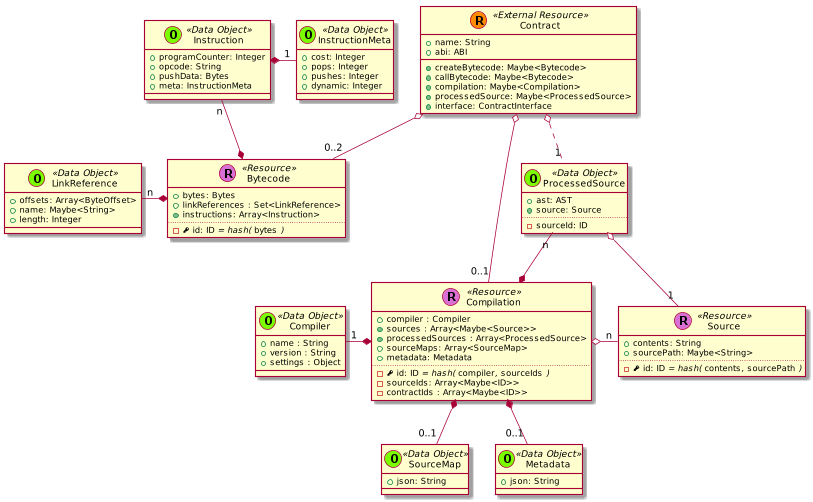 O «Data Object»
Instruction
programCounter: Integer
opcode: String
pushData: Bytes
meta: InstructionMeta
1
O «Data Object»
InstructionMeta
cost: Integer
pops: Integer
pushes: Integer
dynamic: Integer
R «External Resource»
Contract
name: String
abi: ABI
createBytecode: Maybe<Bytecode>
callBytecode: Maybe<Bytecode>
compilation: Maybe<Compilation>
processedSource: Maybe<ProcessedSource>
interface: ContractInterface
n
0..2
1
O «Data Object»
LinkReference
offsets: Array<ByteOffset>
name: Maybe<String>
length: Integer
n
R «Resource»
Bytecode
bytes: Bytes
linkReferences : Set<LinkReference>
instructions: Array<Instruction>
id: ID = hash( bytes )
O «Data Object»
ProcessedSource
ast: AST
source: Source
sourceId: ID
n
0..1
1
O «Data Object»
Compiler
name : String
version : String
settings : Object
1
R «Resource»
Compilation
compiler : Compiler
sources : Array<Maybe<Source>>
processedSources : Array<ProcessedSource>
sourceMaps: Array<SourceMap>
metadata: Metadata
id: ID = hash( compiler, sourceIds )
sourceIds: Array<Maybe<ID>>
contractIds : Array<Maybe<ID>>
n
R «Resource»
Source
contents: String
sourcePath: Maybe<String>
id: ID = hash( contents, sourcePath )
0..1
0..1
O «Data Object»
SourceMap
json: String
O «Data Object»
Metadata
json: String